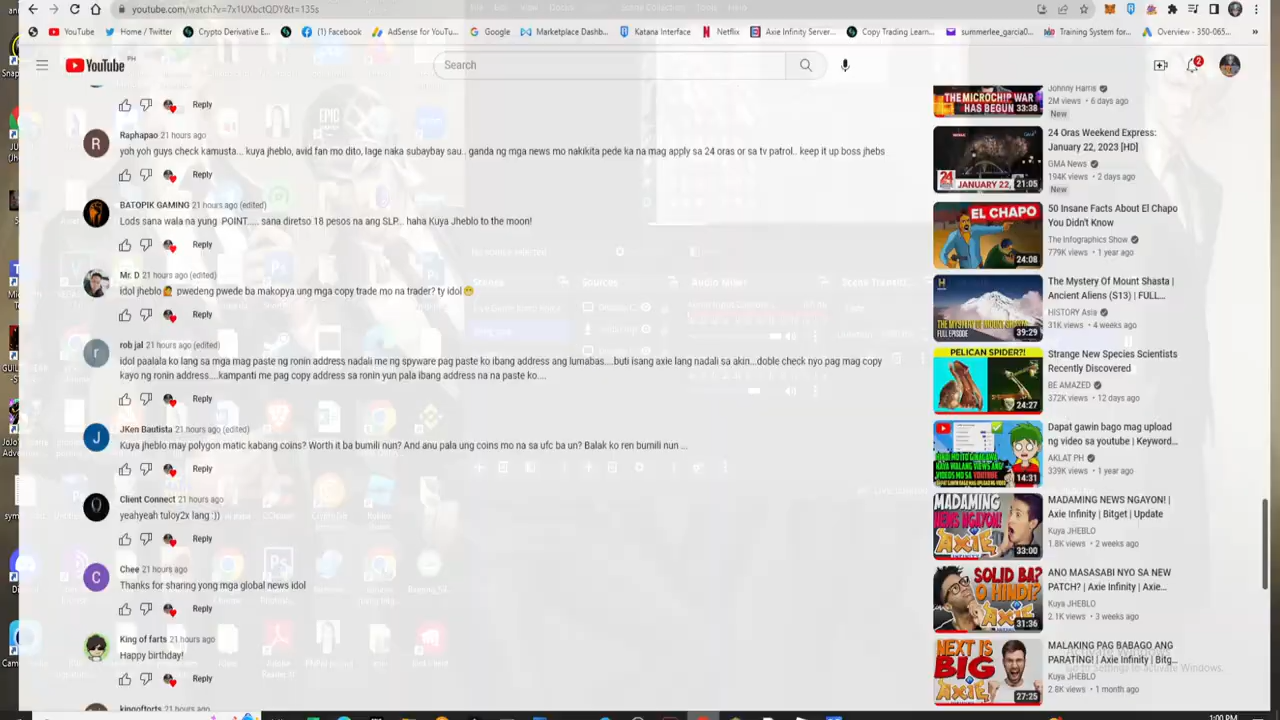 youtube.com/watch?v=7x1UXbctQDY&t=135s
YouTube
Home / Twitter
Crypto Derivative E...
(1) Facebook
AdSense for YouTu...
Google
Marketplace Dashb...
Katana Interface
Netflix
Axie Infinity Server...
Copy Trading Learn...
summerlee_garcia0...
Training System for...
Overview - 350-065...
YouTube PH
Search
2
Reply
Raphapao 21 hours ago
yoh yoh guys check kamusta... kuya jheblo, avid fan mo dito, lage naka subaybay sau.. ganda ng mga news mo nakikita pede ka na mag apply sa 24 oras or sa tv patrol.. keep it up boss jhebs
Reply
BATOPIK GAMING 21 hours ago (edited)
Lods sana wala na yung POINT..... sana diretso 18 pesos na ang SLP... haha Kuya Jheblo to the moon!
Reply
Mr. D 21 hours ago (edited)
idol jheblo pwedeng pwede ba makopya ung mga copy trade mo na trader? ty idol
Reply
rob jal 21 hours ago (edited)
idol paalala ko lang sa mga mag paste ng ronin address nadali me ng spyware pag paste ko ibang address ang lumabas....buti isang axie lang nadali sa akin...doble check nyo pag mag copy
kayo ng ronin address....kampanti me pag copy address sa ronin yun pala ibang address na na paste ko....
Reply
JKen Bautista 21 hours ago (edited)
Kuya jheblo may polygon matic kabang coins? Worth it ba bumili nun? And anu pala ung coins mo na sa ufc ba un? Balak ko ren bumili nun ...
Reply
Client Connect 21 hours ago
yeahyeah tuloy2x lang :))
Reply
Chee 21 hours ago
Thanks for sharing yong mga global news idol
Reply
King of farts 21 hours ago
Happy birthday!
Reply
kingofforts 21 hours ago
THE MICROCHIP WAR
HAS BEGUN
33:38
Johnny Harris
2M views • 6 days ago
New
24
JANUARY 22,
21:05
24 Oras Weekend Express:
January 22, 2023 [HD]
GMA News
194K views • 2 days ago
New
EL CHAPO
24:08
50 Insane Facts About El Chapo
You Didn't Know
The Infographics Show
779K views • 1 year ago
THE MYSTERY OF MOUNT SHASTA
FULL EPISODE
39:29
The Mystery Of Mount Shasta |
Ancient Aliens (S13) | FULL...
HISTORY Asia
31K views • 4 weeks ago
PELICAN SPIDER?!
24:27
Strange New Species Scientists
Recently Discovered
BE AMAZED
372K views • 12 days ago
14:31
Dapat gawin bago mag upload
ng video sa youtube | Keyword...
AKLAT PH
339K views • 1 year ago
MADAMING
NEWS NGAYON!
AXIE
33:00
MADAMING NEWS NGAYON! |
Axie Infinity | Bitget | Update
Kuya JHEBLO
1.8K views • 2 weeks ago
SOLID BA?
O HINDI?
AXIE
31:36
ANO MASASABI NYO SA NEW
PATCH? | Axie Infinity | Axie...
Kuya JHEBLO
2.1K views • 3 weeks ago
NEXT IS
BIG
AXIE
27:25
MALAKING PAG BABAGO ANG
PARATING! | Axie Infinity | Bitg...
Kuya JHEBLO
2.8K views • 1 month ago
Go to Settings to activate Windows.
1:00 PM